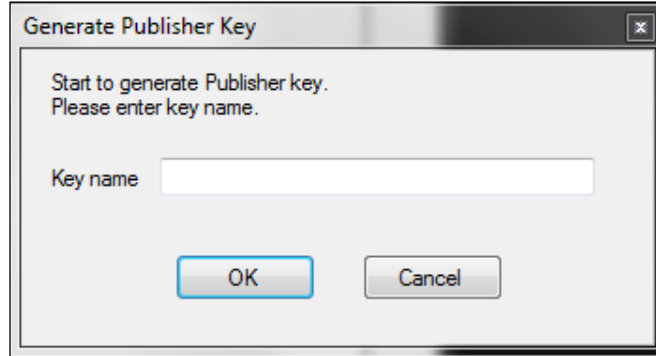 Generate Publisher Key
Start to generate Publisher key.
Please enter key name.
Key name
OK Cancel